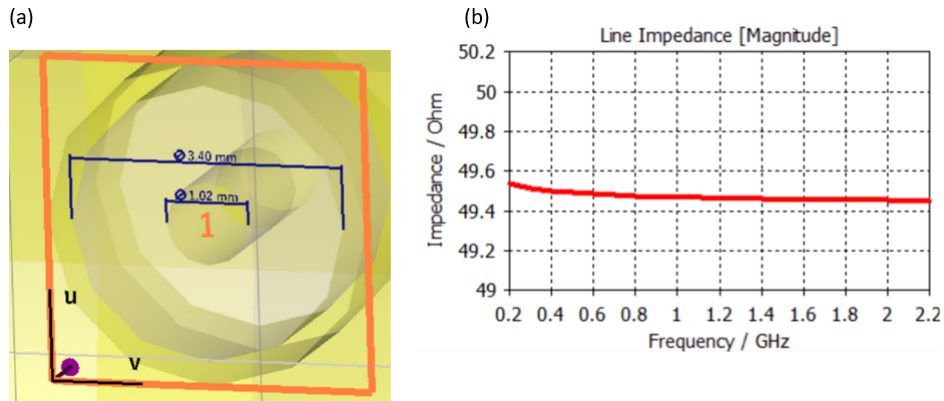 (a)
(b)
⌀ 3.40 mm
⌀ 1.02 mm
1
u
v
Line Impedance [Magnitude]
50.2
50
49.8
49.6
49.4
49.2
49
Impedance / Ohm
0.2 0.4 0.6 0.8 1 1.2 1.4 1.6 1.8 2 2.2
Frequency / GHz